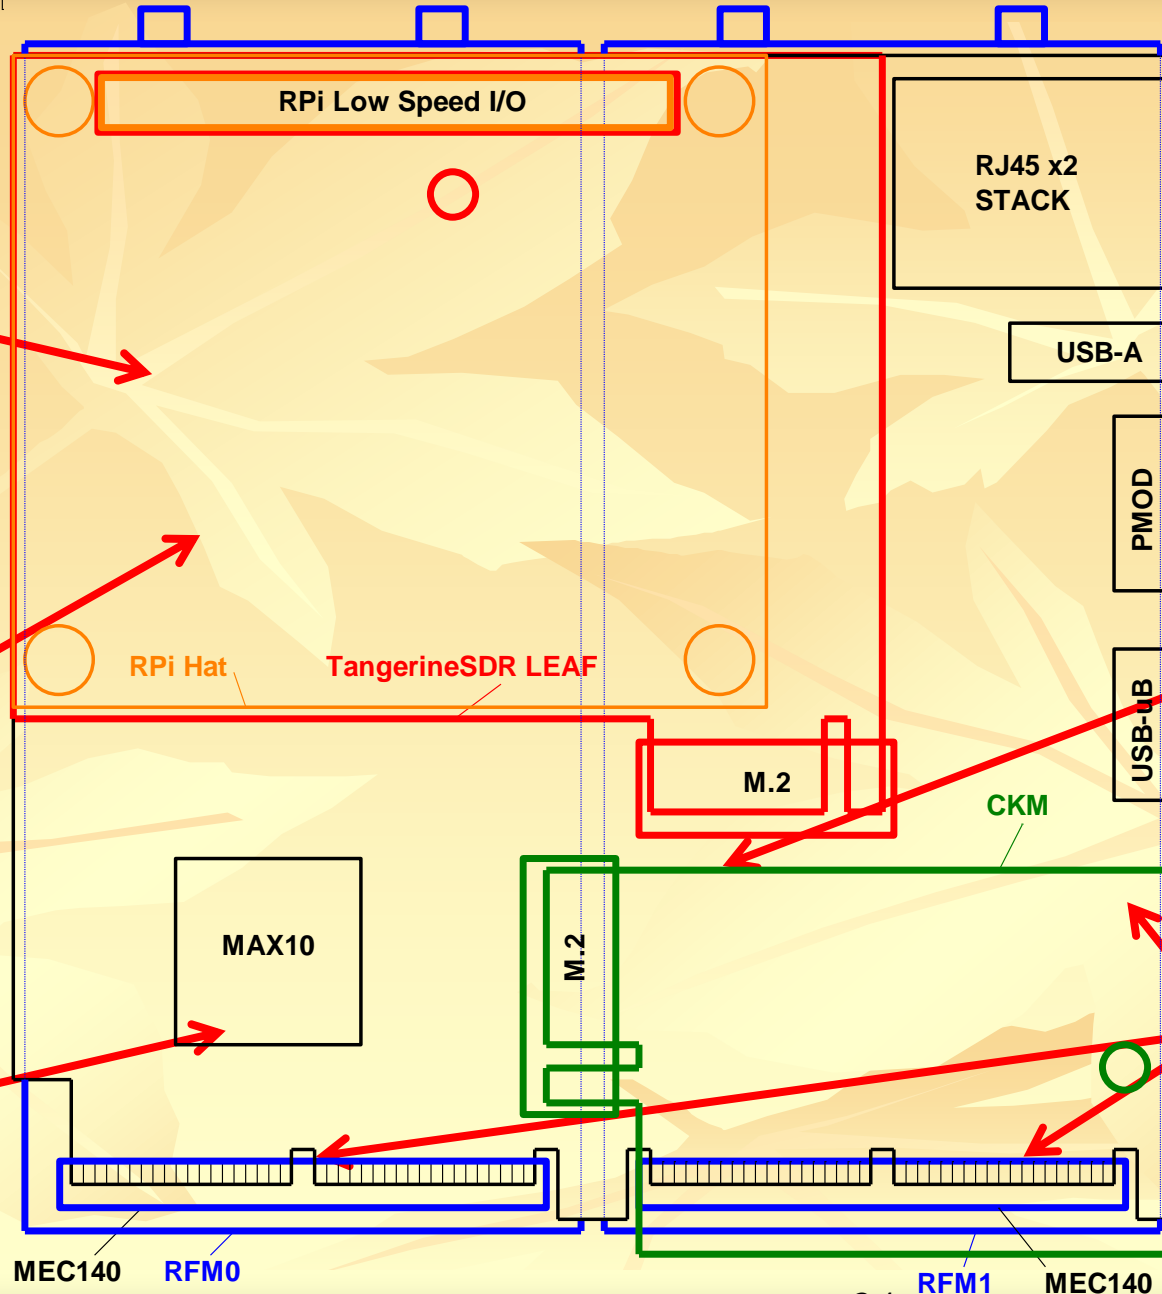 RPi Low Speed I/O
RJ45 x2
STACK
USB-A
PMOD
RPi Hat
TangerineSDR LEAF
USB-uB
M.2
CKM
MAX10
M.2
MEC140
RFM0
RFM1
MEC140